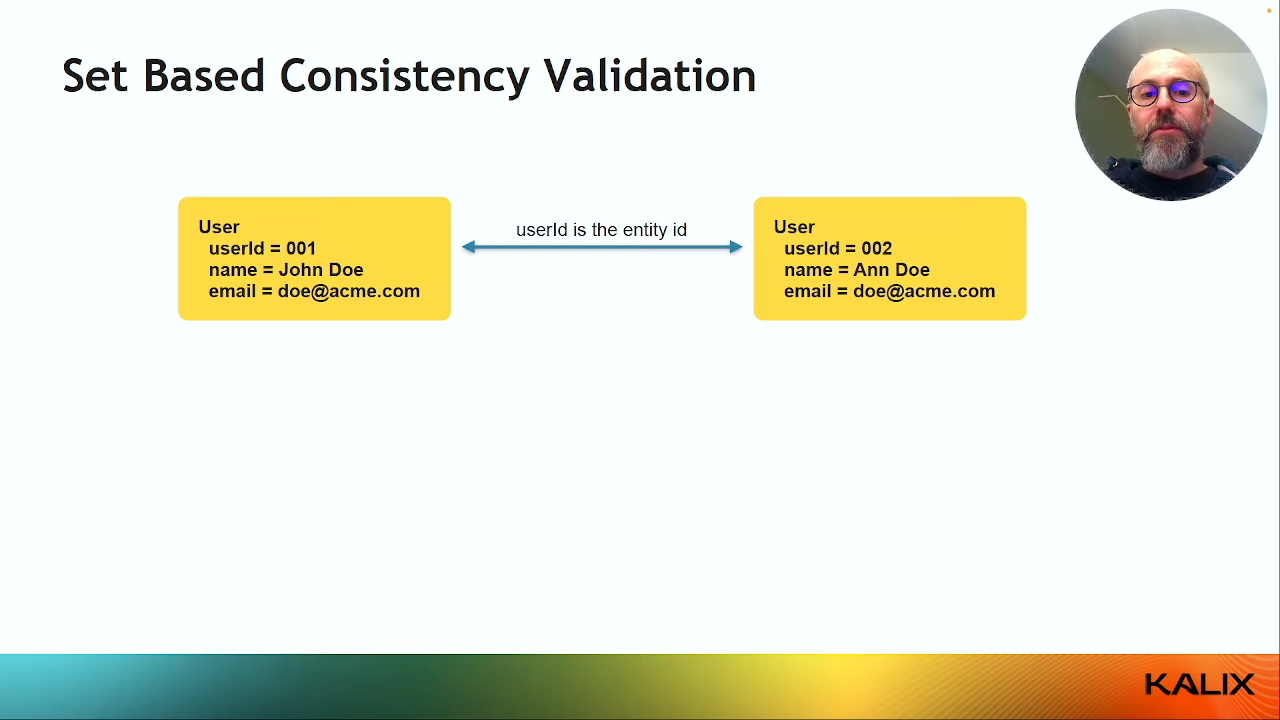 Set Based Consistency Validation
User
userId = 001
name = John Doe
email = doe@acme.com
userId is the entity id
User
userId = 002
name = Ann Doe
email = doe@acme.com
KALIX